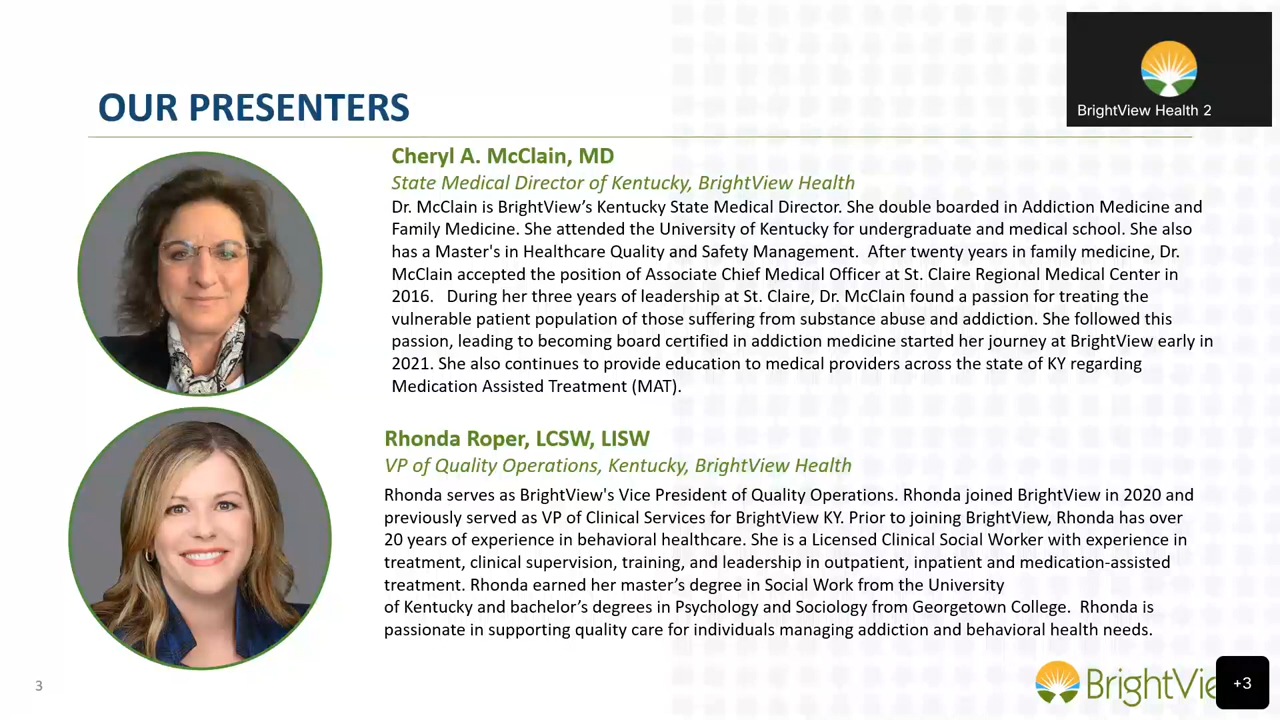 BrightView Health 2
OUR PRESENTERS
Cheryl A. McClain, MD
State Medical Director of Kentucky, BrightView Health
Dr. McClain is BrightView’s Kentucky State Medical Director. She double boarded in Addiction Medicine and
Family Medicine. She attended the University of Kentucky for undergraduate and medical school. She also
has a Master's in Healthcare Quality and Safety Management.  After twenty years in family medicine, Dr.
McClain accepted the position of Associate Chief Medical Officer at St. Claire Regional Medical Center in
2016.   During her three years of leadership at St. Claire, Dr. McClain found a passion for treating the
vulnerable patient population of those suffering from substance abuse and addiction. She followed this
passion, leading to becoming board certified in addiction medicine started her journey at BrightView early in
2021. She also continues to provide education to medical providers across the state of KY regarding
Medication Assisted Treatment (MAT).
Rhonda Roper, LCSW, LISW
VP of Quality Operations, Kentucky, BrightView Health
Rhonda serves as BrightView's Vice President of Quality Operations. Rhonda joined BrightView in 2020 and
previously served as VP of Clinical Services for BrightView KY. Prior to joining BrightView, Rhonda has over
20 years of experience in behavioral healthcare. She is a Licensed Clinical Social Worker with experience in
treatment, clinical supervision, training, and leadership in outpatient, inpatient and medication-assisted
treatment. Rhonda earned her master’s degree in Social Work from the University
of Kentucky and bachelor’s degrees in Psychology and Sociology from Georgetown College.  Rhonda is
passionate in supporting quality care for individuals managing addiction and behavioral health needs.
3
BrightVie
+3